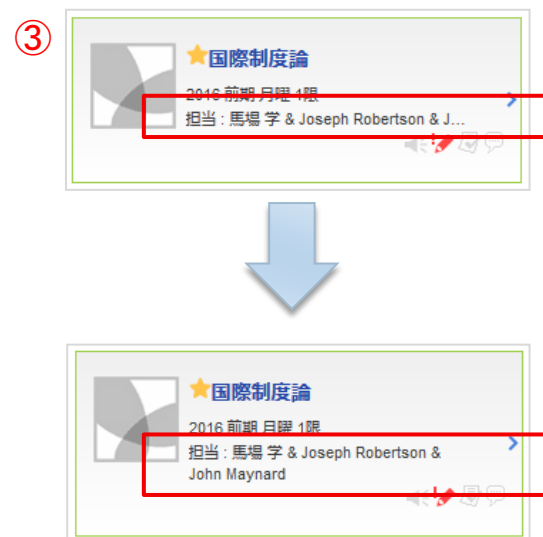 ③
国際制度論
2016 前期 月曜 1限
担当 : 馬場 学 & Joseph Robertson & J...
国際制度論
2016 前期 月曜 1限
担当 : 馬場 学 & Joseph Robertson &
John Maynard